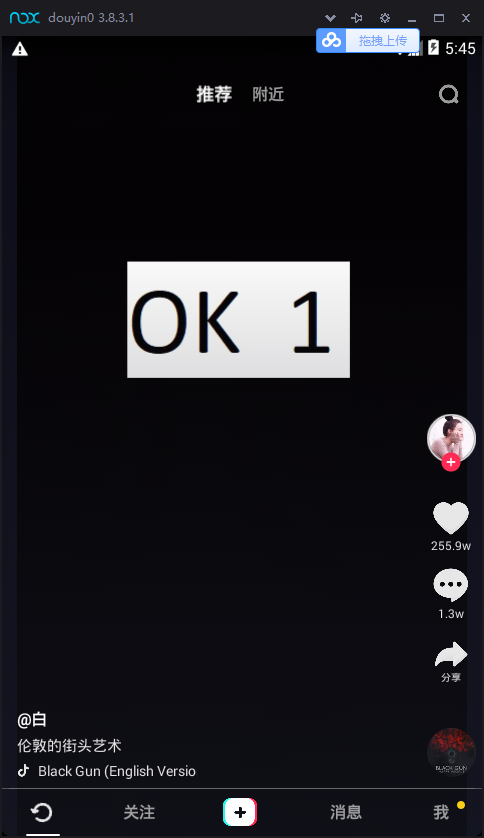 nox douyin0 3.8.3.1
拖拽上传
5:45
推荐 附近
OK 1
255.9w
1.3w
分享
@白
伦敦的街头艺术
Black Gun (English Versio
BLACK GUN
关注 消息 我